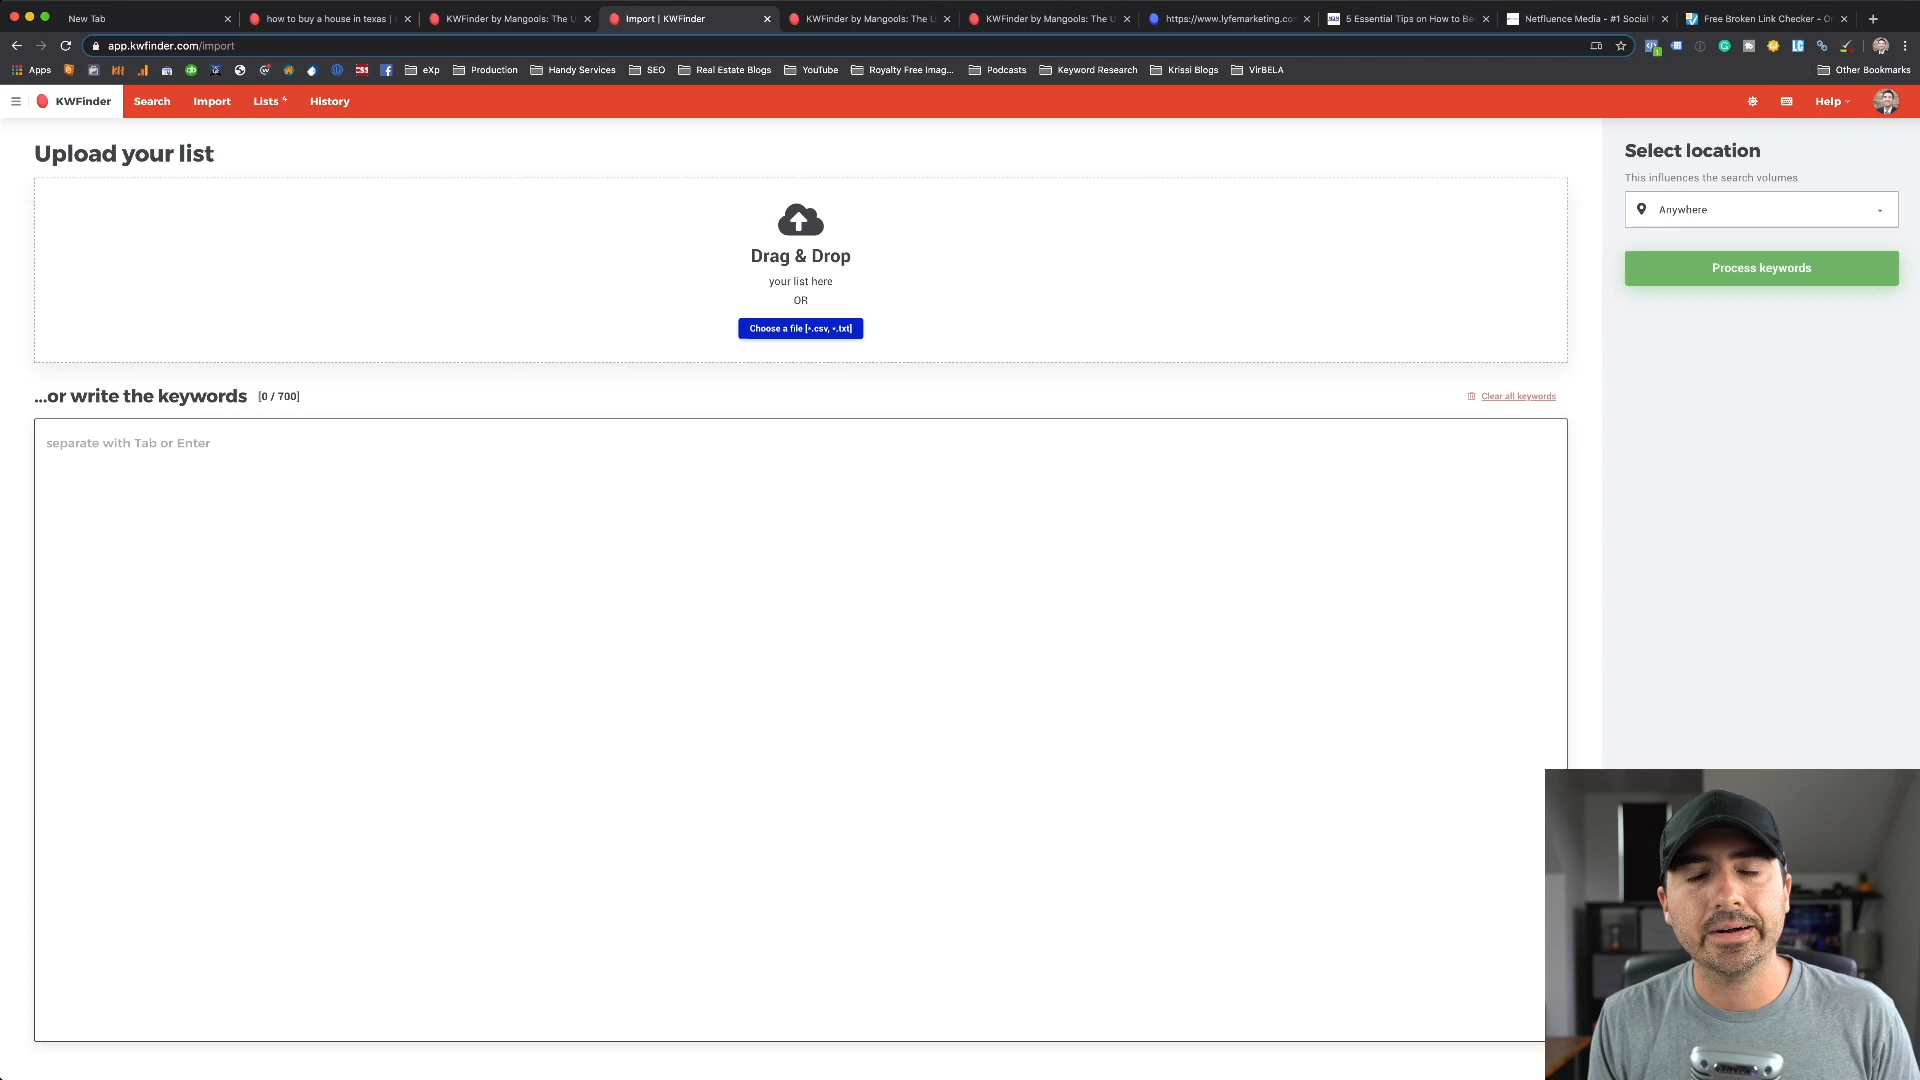 New Tab
how to buy a house in texas |
KWFinder by Mangools: The U
Import | KWFinder
KWFinder by Mangools: The U
KWFinder by Mangools: The U
https://www.lyfemarketing.co
5 Essential Tips on How to Be
Netfluence Media - #1 Social
Free Broken Link Checker - O
app.kwfinder.com/import
Apps
CSS
eXp
Production
Handy Services
SEO
Real Estate Blogs
YouTube
Royalty Free Imag...
Podcasts
Keyword Research
Krissi Blogs
VirBELA
Other Bookmarks
KWFinder
Search
Import
Lists 4
History
Help
Upload your list
Drag & Drop
your list here
OR
Choose a file [*.csv, *.txt]
...or write the keywords [0 / 700]
Clear all keywords
separate with Tab or Enter
Select location
This influences the search volumes
Anywhere
Process keywords